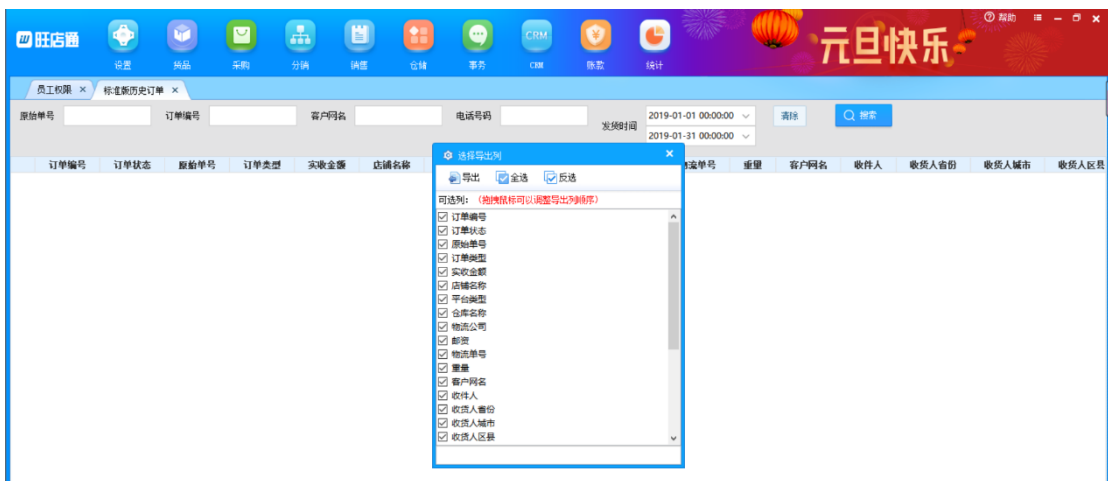 旺店通
设置
货品
采购
分销
销售
仓储
事务
CRM
CRM
账款
统计
元旦快乐
帮助
员工权限 ×
标准版历史订单 ×
原始单号
订单编号
客户网名
电话号码
发货时间
2019-01-01 00:00:00
2019-01-31 00:00:00
清除
搜索
订单编号 订单状态 原始单号 订单类型 实收金额 店铺名称 流单号 重量 客户网名 收件人 收货人省份 收货人城市 收货人区县
选择导出列
导出 全选 反选
可选列： （拖拽鼠标可以调整导出列顺序）
订单编号
订单状态
原始单号
订单类型
实收金额
店铺名称
平台类型
仓库名称
物流公司
邮资
物流单号
重量
客户网名
收件人
收货人省份
收货人城市
收货人区县